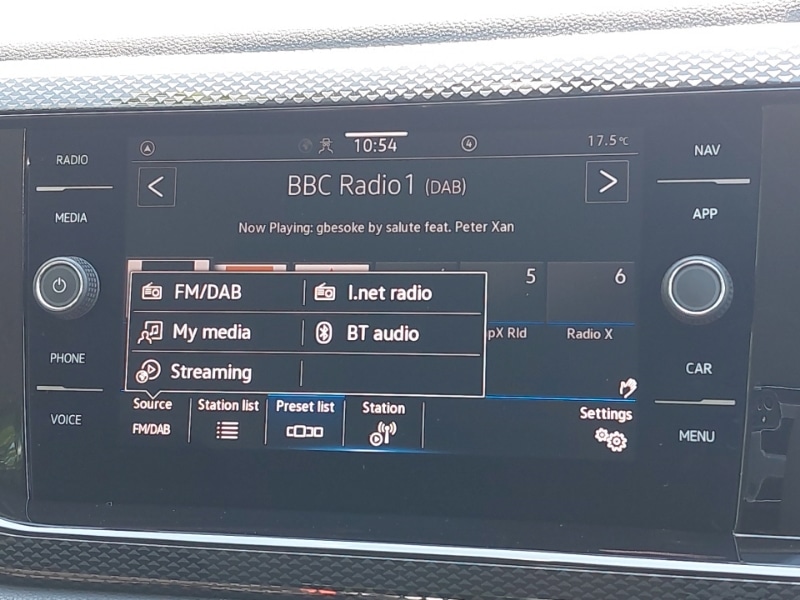 RADIO
MEDIA
PHONE
VOICE
10:54
4
17.5°C
BBC Radio1 (DAB)
Now Playing: gbesoke by salute feat. Peter Xan
5
6
pX Rld
Radio X
FM/DAB
I.net radio
My media
BT audio
Streaming
Source
FM/DAB
Station list
Preset list
Station
Settings
NAV
APP
CAR
MENU